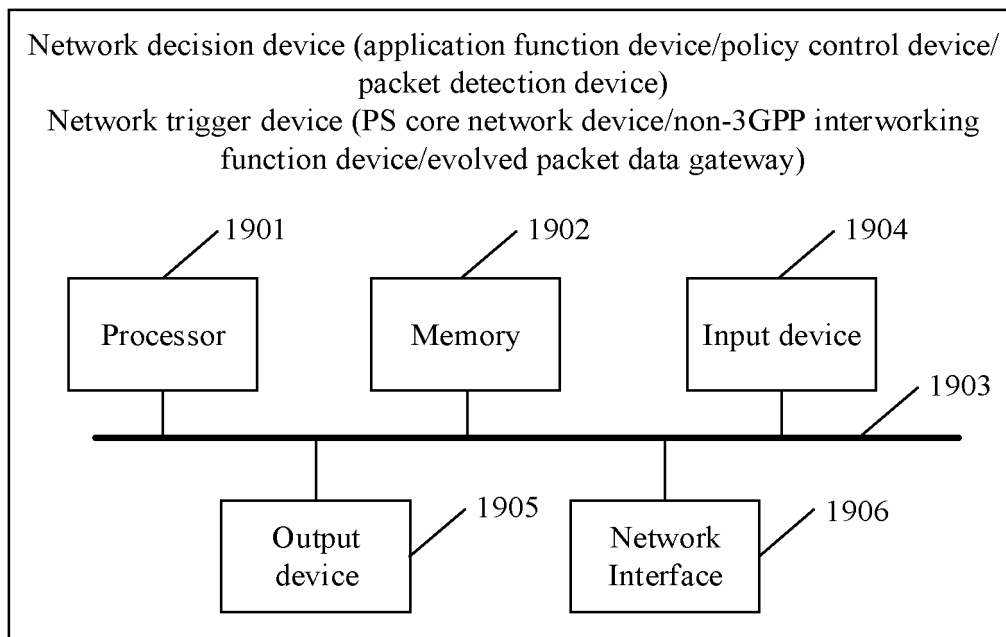 Network decision device (application function device/policy control device/
packet detection device)
Network trigger device (PS core network device/non-3GPP interworking
function device/evolved packet data gateway)
1901
1902
1904
Processor
Memory
Input device
1903
1905
1906
Output
device
Network
Interface